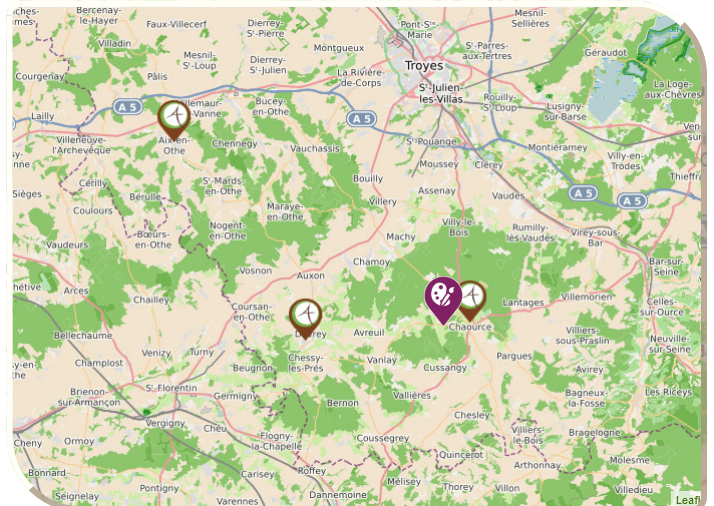 Bercenay-
le-Hayer
Faux-Villecerf
Dierrey-
Sᵗ-Pierre
Pont-Sᵗᵉ-
Marie
Mesnil-
Sellières
Villadin
Montgueux
Sᵗ-Parres-
aux-Tertres
Géraudot
Mesnil-
Sᵗ-Loup
Dierrey-
Sᵗ-Julien
Troyes
Courgenay
Pâlis
La Rivière-
de-Corps
Sᵗ-Julien-
les-Villas
La Loge-
aux-Chèvres
A 5
Bucey-
en-Othe
Rouilly-
Sᵗ-Loup
Lusigny-
sur-Barse
Lailly
A 5
Villeneuve-
l'Archevêque
Aix-en-
Othe
Chennegy
Vauchassis
Montiéramey
Moussey
Clérey
Villy-en-
Trodes
Thieffra
Cérilly
Sᵗ-Mards-
en-Othe
Bouilly
Assenay
A 5
A 5
Sièges
Bérulle
Villery
Vaudes
Coulours
Maraye-
en-Othe
Villy-le-
Bois
Rumilly-
lès-Vaudes
Virey-sous-
Bar
Vaudeurs
Bœurs-
en-Othe
Nogent-
en-Othe
Machy
Vosnon
Auxon
Chamoy
Bar-sur-
Seine
Arces
Chailley
Coursan-
en-Othe
Lantages
Villemorien
Celles-
sur-Ource
Chaource
Bellechaume
Avreuil
Villiers-
sous-Praslin
Neuville-
sur-Seine
Venizy
Turny
Chessy-
les-Prés
Vanlay
Pargues
Champlost
Beugnon
Cussangy
Avirey
Brienon-
sur-Armançon
Sᵗ-Florentin
Germigny
Vallières
Bagneux-
la-Fosse
Les Riceys
Bernon
Chesley
Vergigny
Cheu
Villiers-
le-Bois
Bragelogne
Cheny
Ormoy
Flogny-
la-Chapelle
Coussegrey
Quincerot
Arthonnay
Molesme
Bonnard
Carisey
Roffey
Mélisey
Thorey
Villon
Villedieu
Seignelay
Pontigny
Varennes
Dannemoine
Leafl